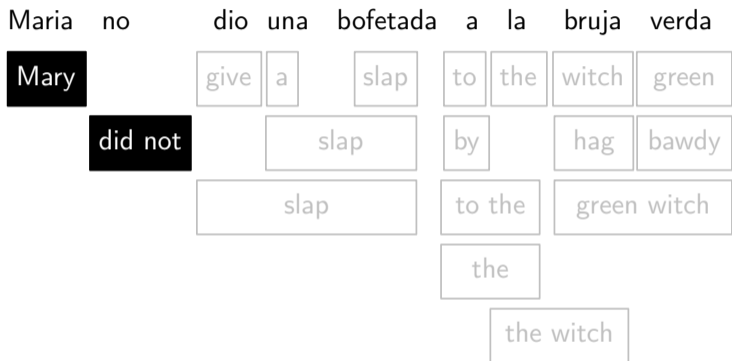 Maria no dio una bofetada a la bruja verda
Mary give a slap to the witch green
did not slap by hag bawdy
slap to the green witch
the
the witch